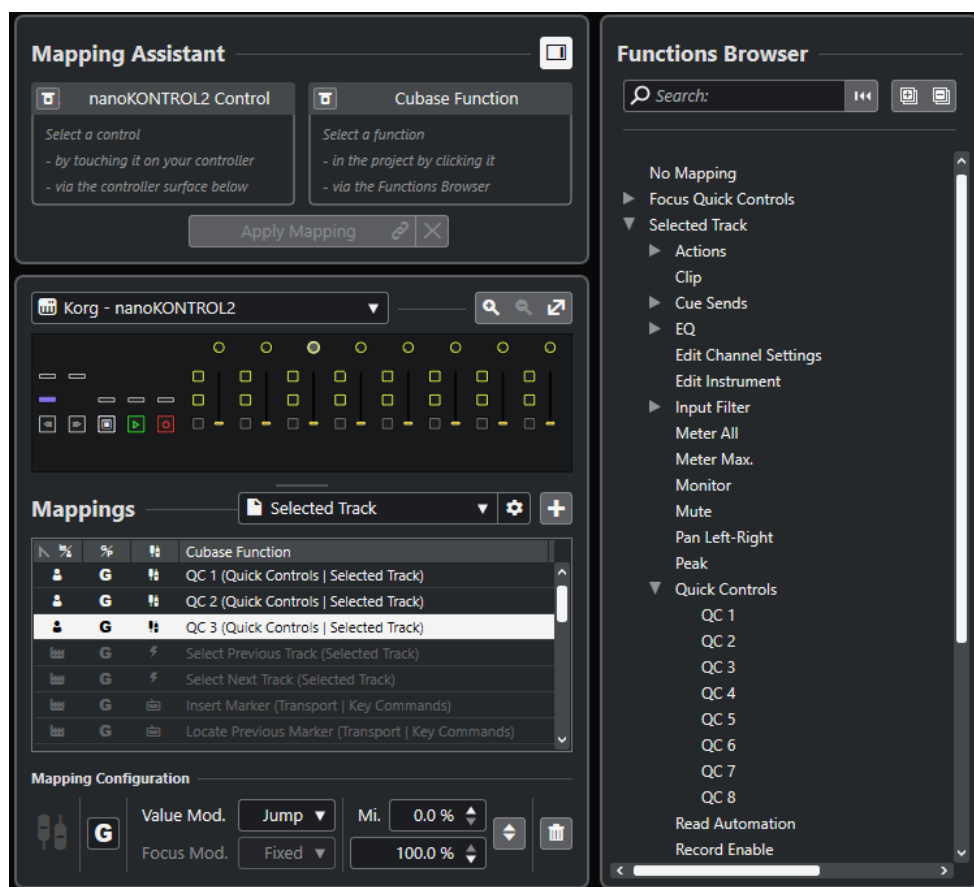 Mapping Assistant
nanoKONTROL2 Control
Select a control
- by touching it on your controller
- via the controller surface below
Cubase Function
Select a function
- in the project by clicking it
- via the Functions Browser
Apply Mapping
Korg - nanoKONTROL2
Mappings
Selected Track
Cubase Function
G QC 1 (Quick Controls | Selected Track)
G QC 2 (Quick Controls | Selected Track)
G QC 3 (Quick Controls | Selected Track)
G Select Previous Track (Selected Track)
G Select Next Track (Selected Track)
G Insert Marker (Transport | Key Commands)
G Locate Previous Marker (Transport | Key Commands)
Mapping Configuration
G
Value Mod. Jump Mi. 0.0 %
Focus Mod. Fixed 100.0 %
Functions Browser
Search:
No Mapping
Focus Quick Controls
Selected Track
Actions
Clip
Cue Sends
EQ
Edit Channel Settings
Edit Instrument
Input Filter
Meter All
Meter Max.
Monitor
Mute
Pan Left-Right
Peak
Quick Controls
QC 1
QC 2
QC 3
QC 4
QC 5
QC 6
QC 7
QC 8
Read Automation
Record Enable